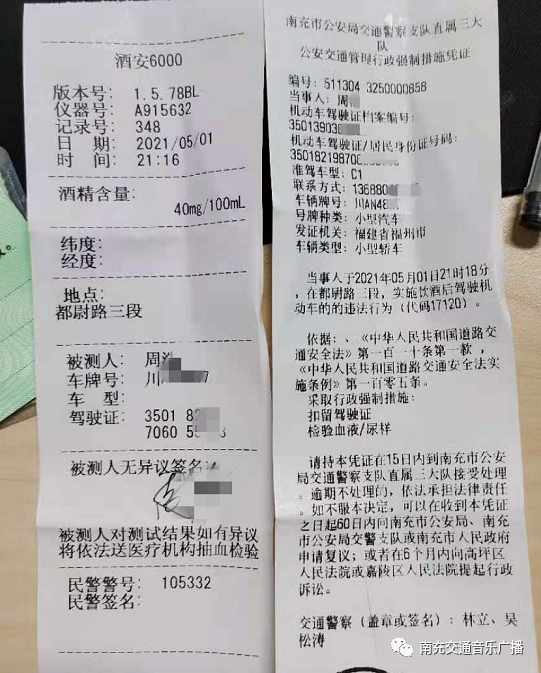 酒安6000
版本号: 1.5.78BL
仪器号: A915632
记录号: 348
日 期: 2021/05/01
时 间: 21:16
酒精含量:
40mg/100mL
纬度:
经度:
地点:
都尉路三段
被测人: 周
车牌号: 川
车 型:
驾驶证: 3501 8
7060 5
被测人无异议签名:
被测人对测试结果如有异议
将依法送医疗机构抽血检验
民警警号: 105332
民警签名:
南充市公安局交通警察支队直属三大
队
公安交通管理行政强制措施凭证
编号: 511304 3250000858
当事人: 周
机动车驾驶证档案编号:
35013903
机动车驾驶证/居民身份证号码:
3501821987060
准驾车型: C1
联系方式: 136880
车辆牌号: 川AN48
号牌种类: 小型汽车
发证机关: 福建省福州市
车辆类型: 小型轿车
当事人于2021年05月01日21时18分
,在都尉路三段,实施饮酒后驾驶机
动车的的违法行为(代码17120)。
依据:、《中华人民共和国道路交
通安全法》第一百一十条第一款,
《中华人民共和国道路交通安全法实
施条例》第一百零五条。
采取行政强制措施:
扣留驾驶证
检验血液/尿样
请持本凭证在15日内到南充市公安
局交通警察支队直属三大队接受处理
。逾期不处理的,依法承担法律责任
。如不服本决定,可以在收到本凭证
之日起60日内向南充市公安局、南充
市公安局交警支队或南充市人民政府
申请复议;或者在6个月内向高坪区
人民法院或嘉陵区人民法院提起行政
诉讼。
交通警察(盖章或签名): 林立、吴
松涛
南充交通音乐广播